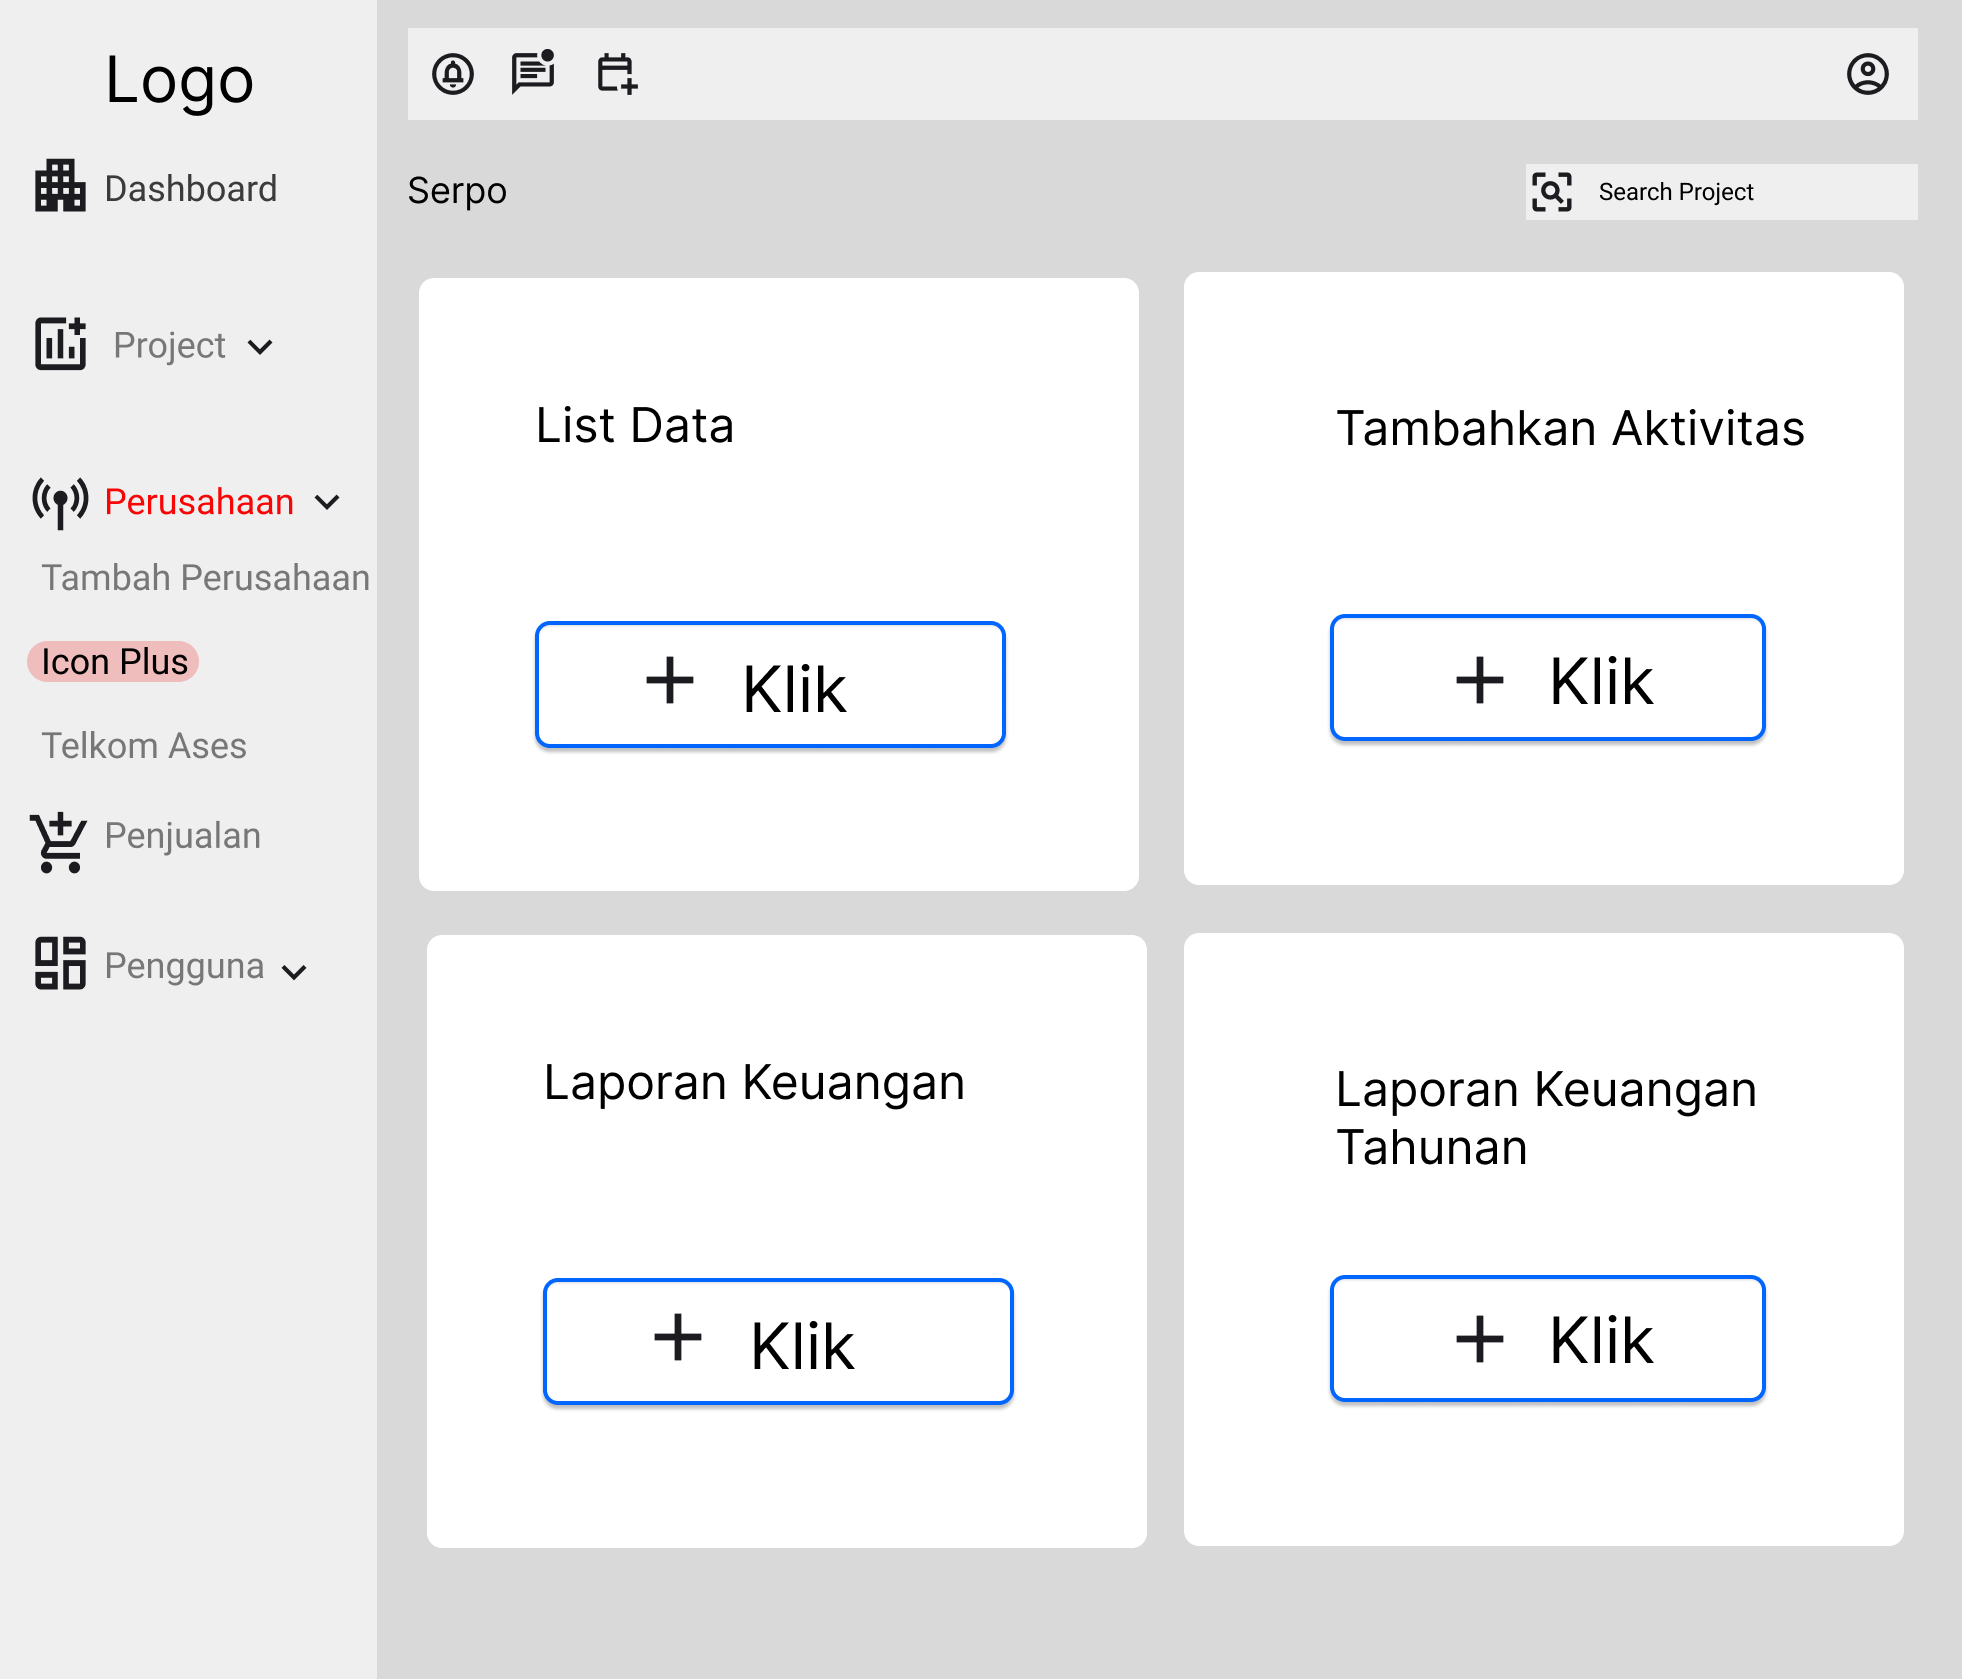 Logo
Dashboard
Project
Perusahaan
Tambah Perusahaan
Icon Plus
Telkom Ases
Penjualan
Pengguna
Serpo
Search Project
List Data
Klik
Tambahkan Aktivitas
Klik
Laporan Keuangan
Klik
Laporan Keuangan
Tahunan
Klik